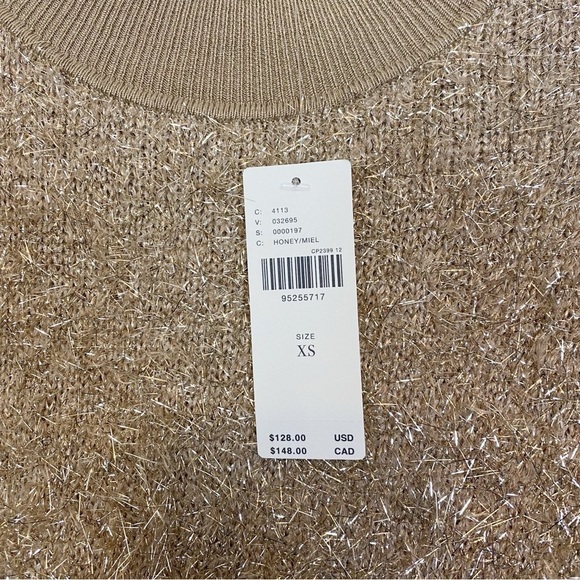 C: 4113
V: 032695
S: 0000197
C: HONEY/MIEL
CP2399 12
95255717
SIZE
XS
$128.00 USD
$148.00 CAD